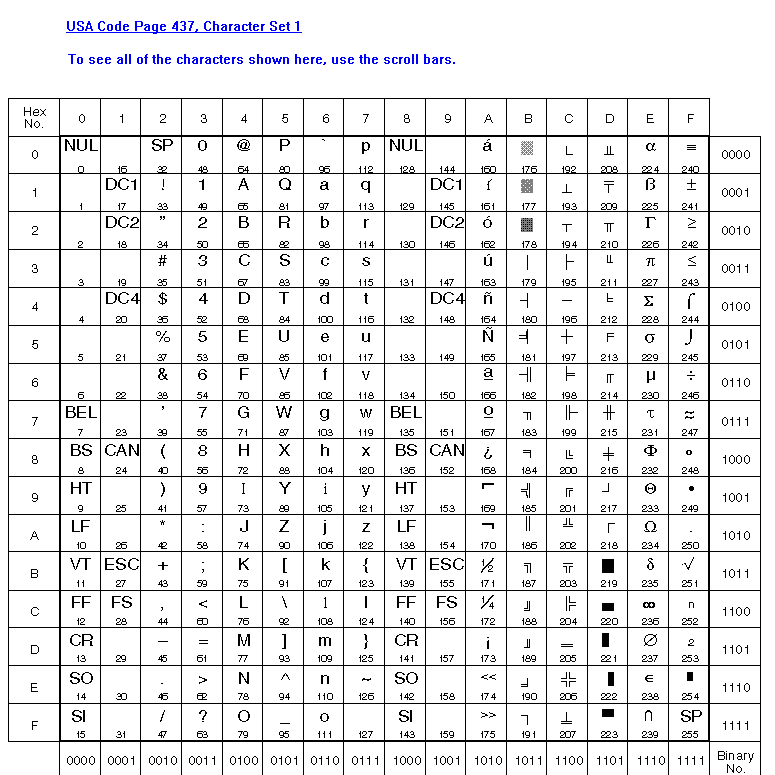 USA Code Page 437, Character Set 1
To see all of the characters shown here, use the scroll bars.
Hex No. 0 1 2 3 4 5 6 7 8 9 A B C D E F
0 NUL SP 0 @ P ` p NUL á ░ └ ╨ α ≡ 0000
0 16 32 48 64 80 96 112 128 144 160 176 192 208 224 240
1 DC1 ! 1 A Q a q DC1 í ▒ ┴ ╤ ß ± 0001
1 17 33 49 65 81 97 113 129 145 161 177 193 209 225 241
2 DC2 " 2 B R b r DC2 ó ▓ ┬ ╥ Γ ≥ 0010
2 18 34 50 66 82 98 114 130 146 162 178 194 210 226 242
3 # 3 C S c s ú │ ├ ╙ π ≤ 0011
3 19 35 51 67 83 99 115 131 147 163 179 195 211 227 243
4 DC4 $ 4 D T d t DC4 ñ ┤ ─ ╘ Σ ⌠ 0100
4 20 36 52 68 84 100 116 132 148 164 180 196 212 228 244
5 % 5 E U e u Ñ ╡ ┼ ╒ σ ⌡ 0101
5 21 37 53 69 85 101 117 133 149 165 181 197 213 229 245
6 & 6 F V f v ª ╢ ╞ ╓ µ ÷ 0110
6 22 38 54 70 86 102 118 134 150 166 182 198 214 230 246
7 BEL ' 7 G W g w BEL º ╖ ╟ ╫ τ ≈ 0111
7 23 39 55 71 87 103 119 135 151 167 183 199 215 231 247
8 BS CAN ( 8 H X h x BS CAN ¿ ╕ ╚ ╪ Φ ° 1000
8 24 40 56 72 88 104 120 136 152 168 184 200 216 232 248
9 HT ) 9 I Y i y HT ⌐ ╣ ╔ ┘ Θ • 1001
9 25 41 57 73 89 105 121 137 153 169 185 201 217 233 249
A LF * : J Z j z LF ¬ ║ ╩ ┌ Ω . 1010
10 26 42 58 74 90 106 122 138 154 170 186 202 218 234 250
B VT ESC + ; K [ k { VT ESC ½ ╗ ╦ █ δ √ 1011
11 27 43 59 75 91 107 123 139 155 171 187 203 219 235 251
C FF FS , < L \ l | FF FS ¼ ╝ ╠ ▄ ∞ ⁿ 1100
12 28 44 60 76 92 108 124 140 156 172 188 204 220 236 252
D CR – = M ] m } CR ¡ ╜ ═ ▌ ∅ ² 1101
13 29 45 61 77 93 109 125 141 157 173 189 205 221 237 253
E SO . > N ^ n ~ SO << ╛ ╬ ▐ ∈ ■ 1110
14 30 46 62 78 94 110 126 142 158 174 190 206 222 238 254
F SI / ? O _ o SI >> ┐ ╧ ▀ ∩ SP 1111
15 31 47 63 79 95 111 127 143 159 175 191 207 223 239 255
0000 0001 0010 0011 0100 0101 0110 0111 1000 1001 1010 1011 1100 1101 1110 1111 Binary No.